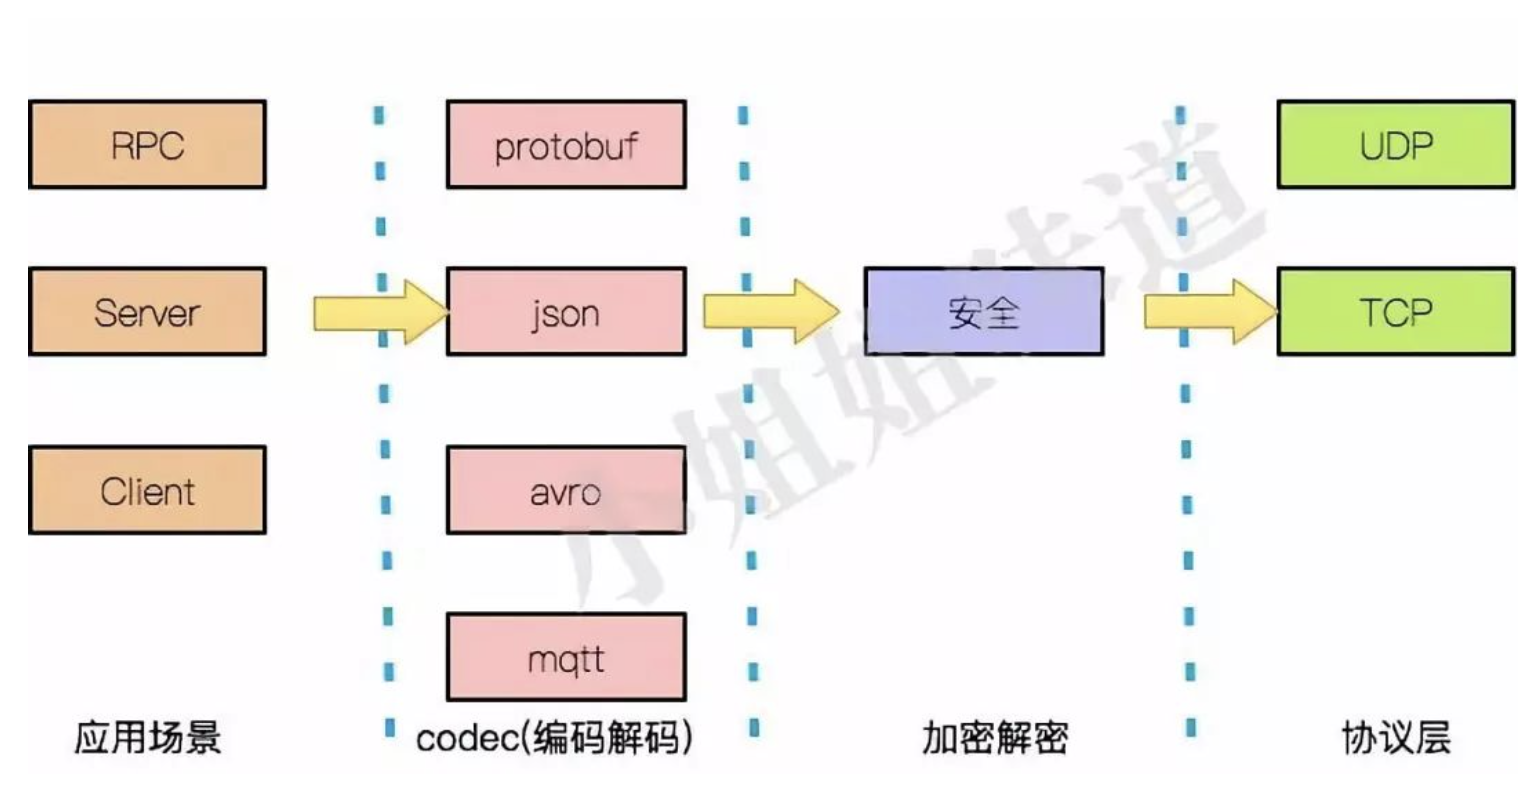 RPC
protobuf
UDP
Server
json
安全
TCP
Client
avro
mqtt
应用场景
codec(编码解码)
加密解密
协议层
小姐姐味道